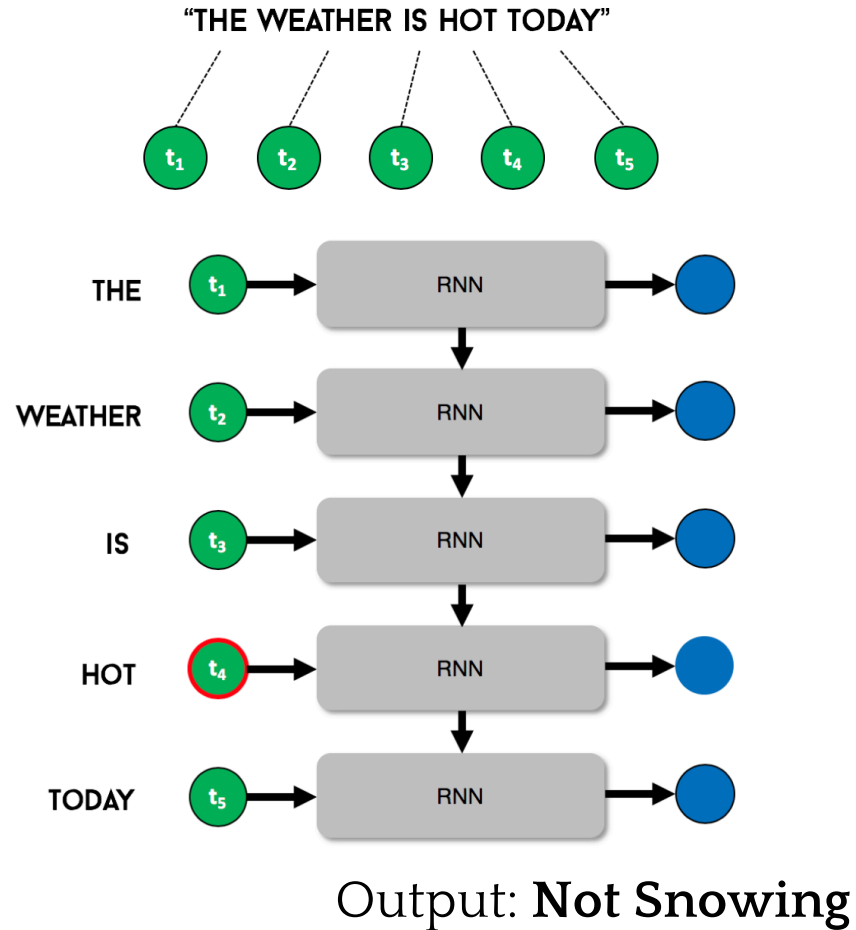 “THE WEATHER IS HOT TODAY”
t₁ t₂ t₃ t₄ t₅
THE t₁ RNN
WEATHER t₂ RNN
IS t₃ RNN
HOT t₄ RNN
TODAY t₅ RNN
Output: Not Snowing